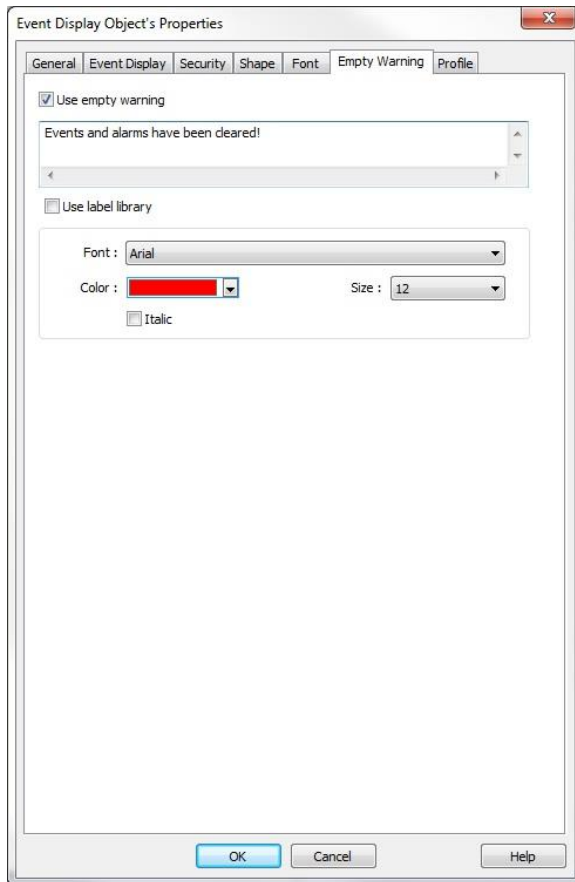 Event Display Object's Properties
General Event Display Security Shape Font Empty Warning Profile
Use empty warning
Events and alarms have been cleared!
Use label library
Font : Arial
Color : Size : 12
Italic
OK Cancel Help